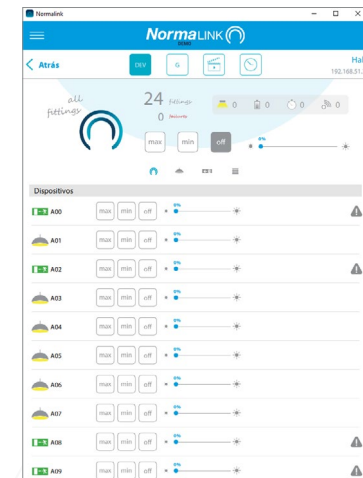 Normalink
NormaLINK
DEMO
Atrás
DEV
G
Hal
192.168.51.
all
fittings
24 fittings
0
0
0
0
0
max
min
off
0%
Dispositivos
A00 max min off 0%
A01 max min off 0%
A02 max min off 0%
A03 max min off 0%
A04 max min off 0%
A05 max min off 0%
A06 max min off 0%
A07 max min off 0%
A08 max min off 0%
A09 max min off 0%